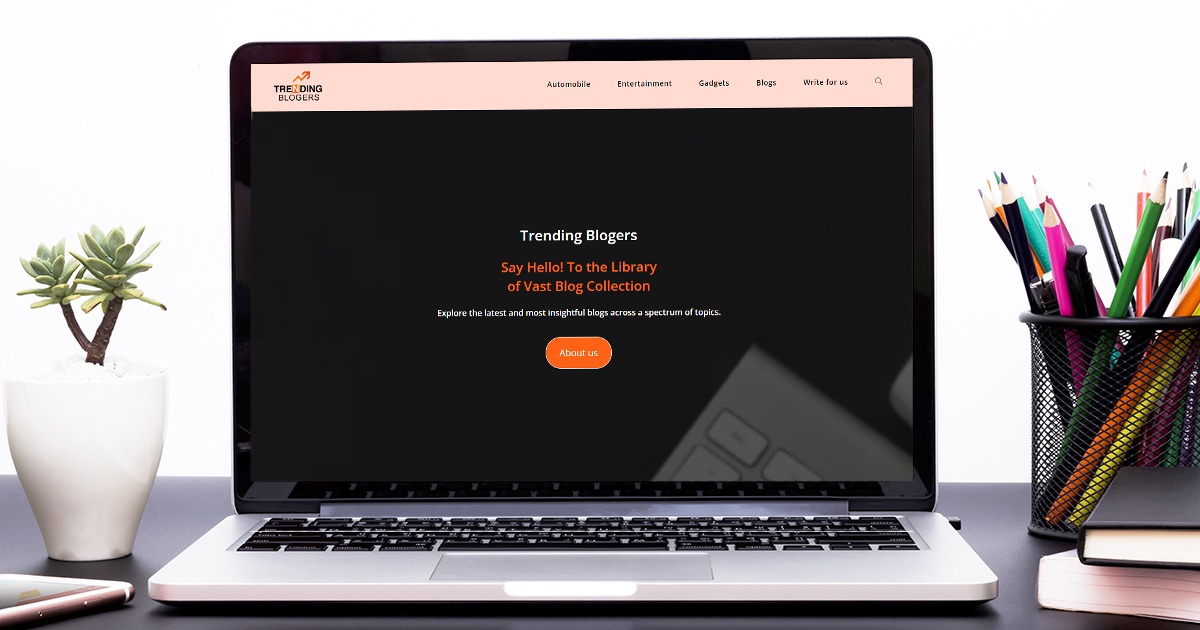 TRENDING
BLOGERS
Automobile
Entertainment
Gadgets
Blogs
Write for us
Trending Blogers
Say Hello! To the Library
of Vast Blog Collection
Explore the latest and most insightful blogs across a spectrum of topics.
About us